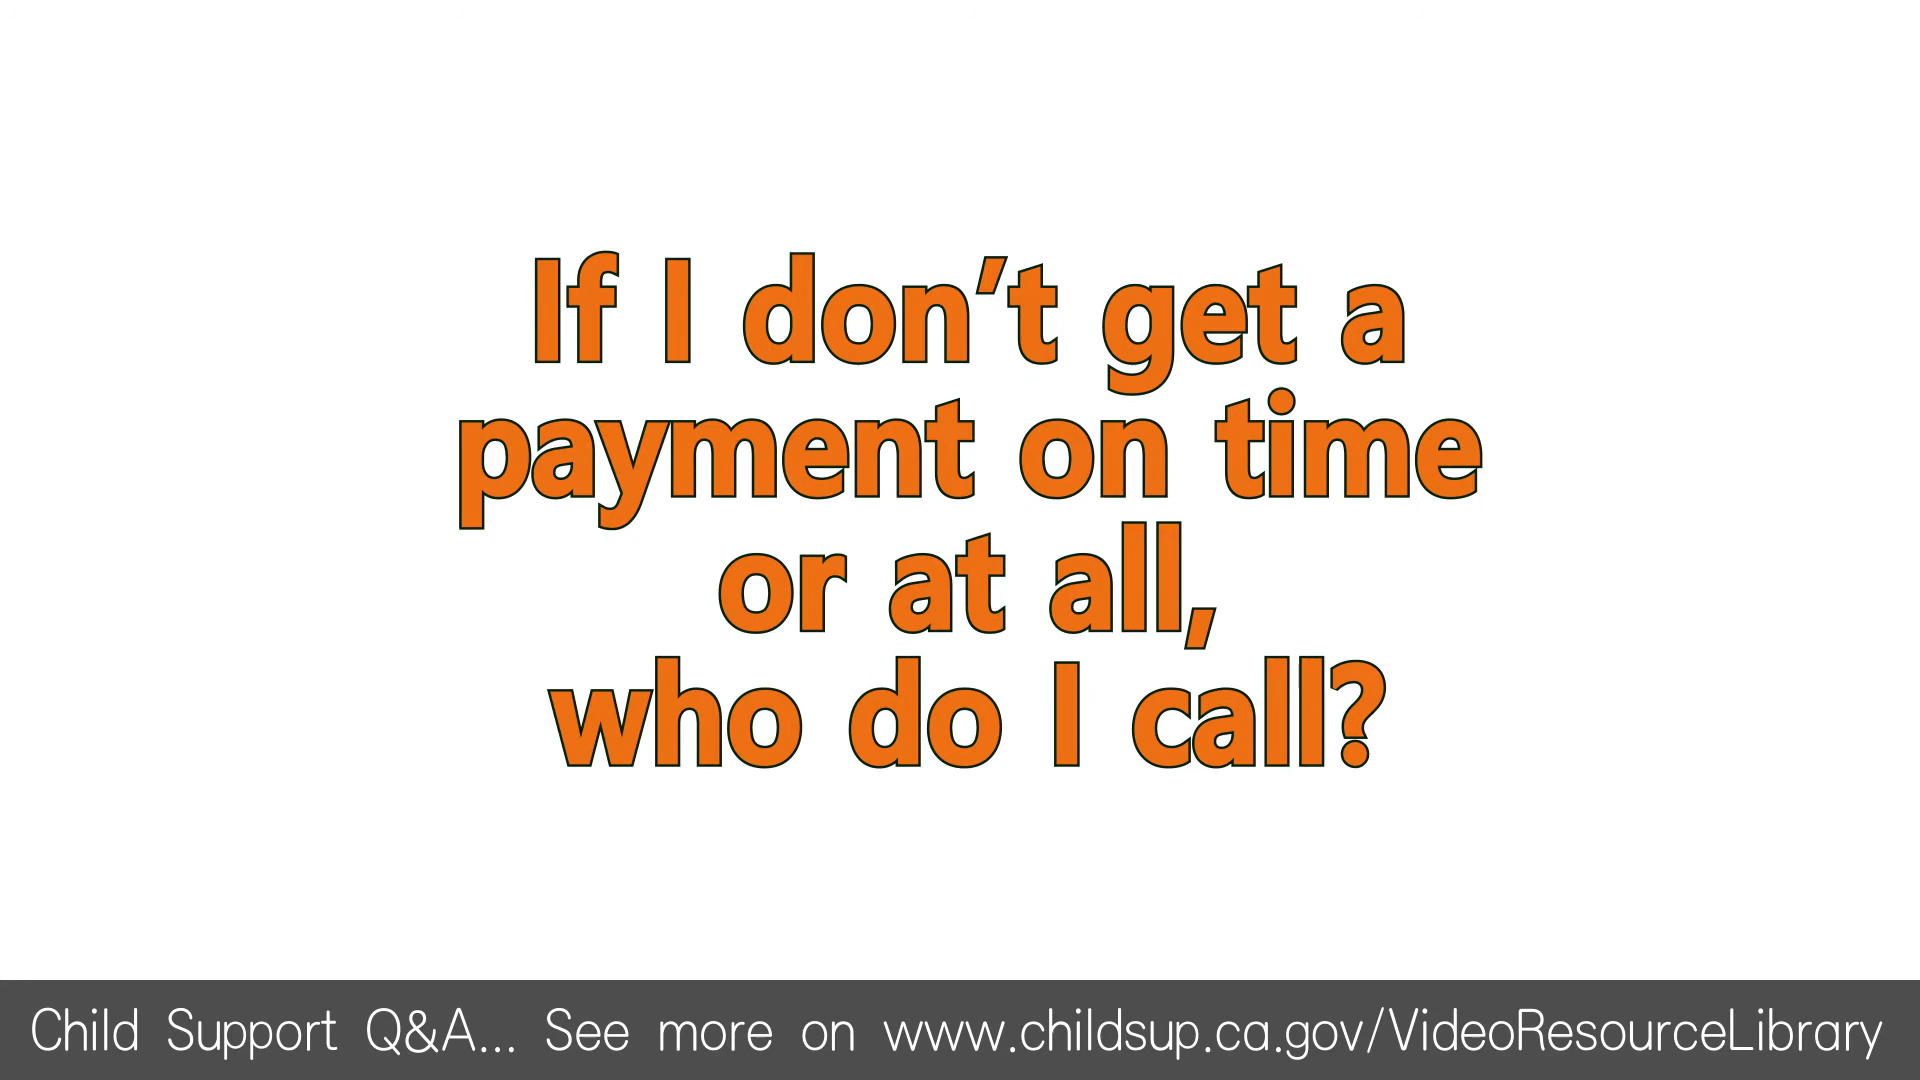 If I don’t get a
payment on time
or at all,
who do I call?
Child Support Q&A... See more on www.childsup.ca.gov/VideoResourceLibrary